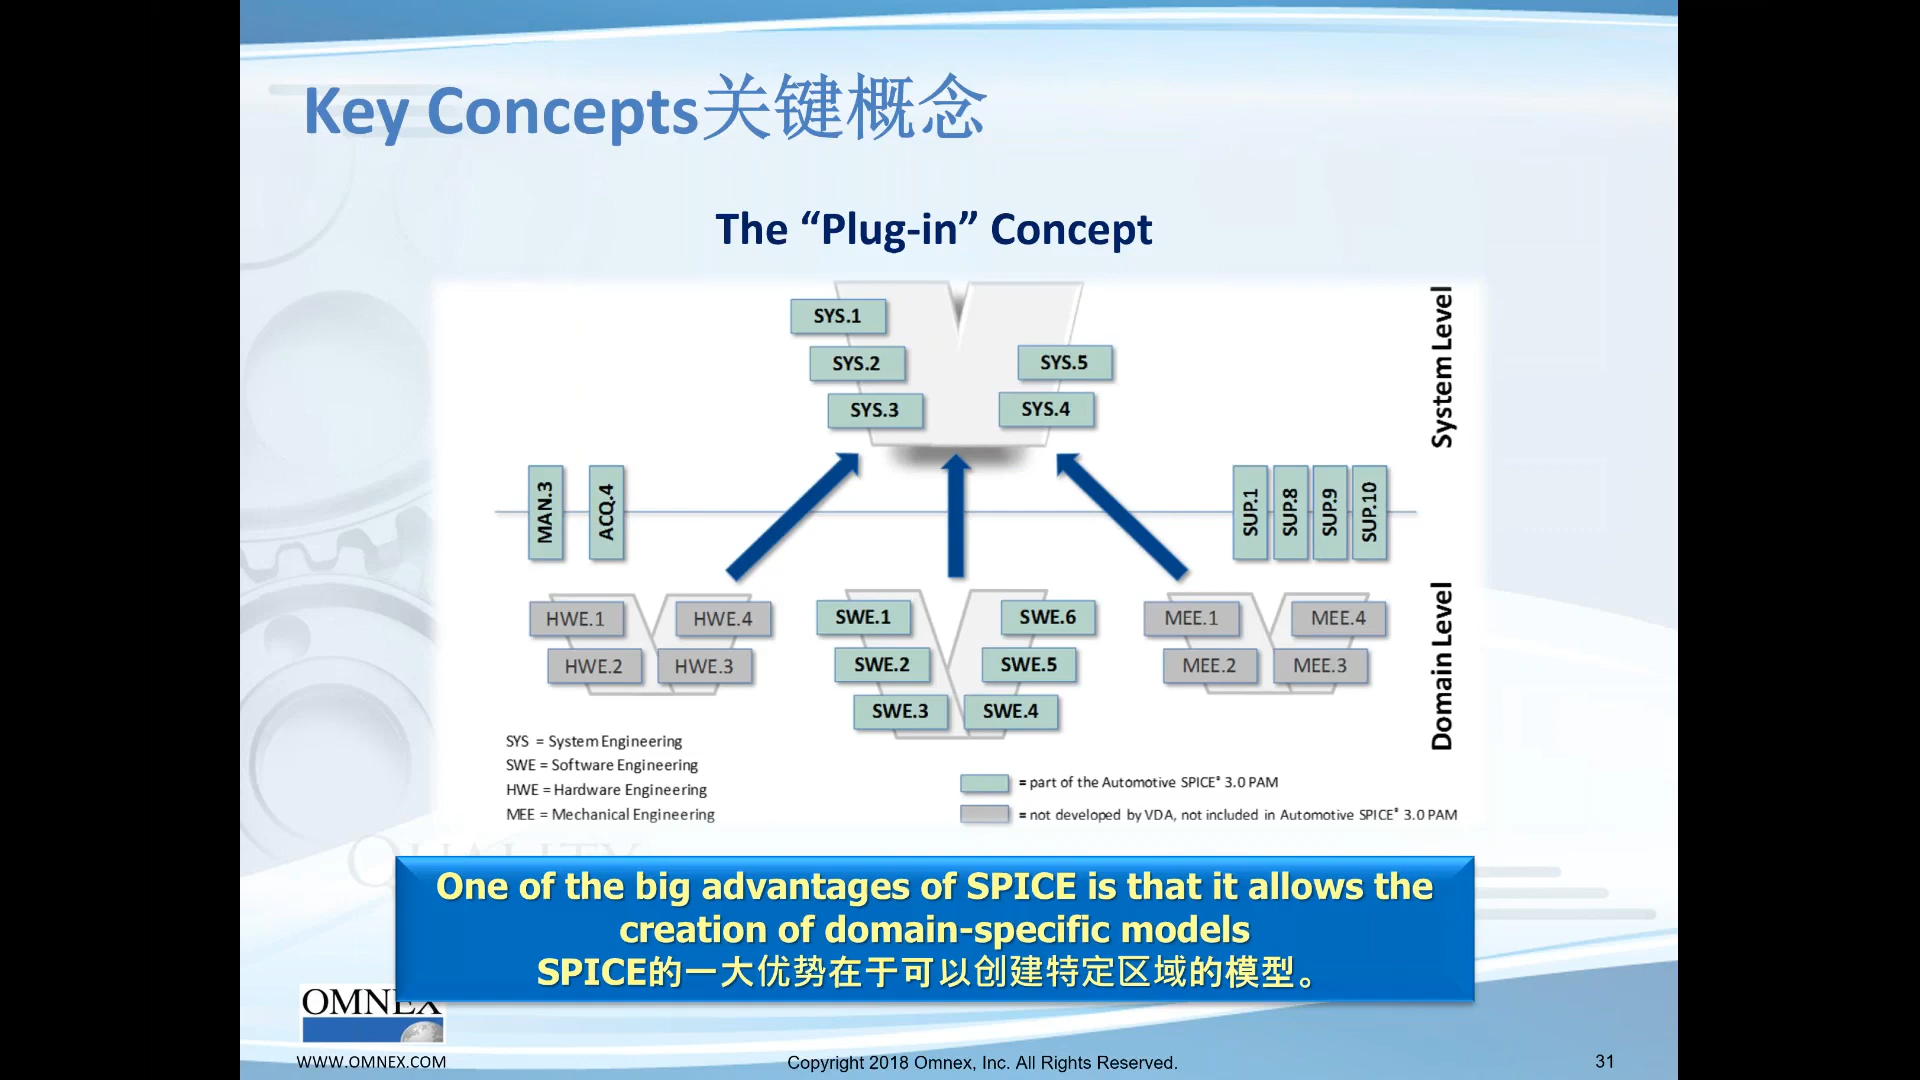 Key Concepts关键概念
The “Plug-in” Concept
SYS.1
SYS.2
SYS.3
SYS.5
SYS.4
System Level
MAN.3
ACQ.4
SUP.1
SUP.8
SUP.9
SUP.10
HWE.1
HWE.4
HWE.2
HWE.3
SWE.1
SWE.6
SWE.2
SWE.5
SWE.3
SWE.4
MEE.1
MEE.4
MEE.2
MEE.3
Domain Level
SYS = System Engineering
SWE = Software Engineering
HWE = Hardware Engineering
MEE = Mechanical Engineering
= part of the Automotive SPICE® 3.0 PAM
= not developed by VDA, not included in Automotive SPICE® 3.0 PAM
QUALITY
One of the big advantages of SPICE is that it allows the
creation of domain-specific models
SPICE的一大优势在于可以创建特定区域的模型。
OMNEX
WWW.OMNEX.COM
Copyright 2018 Omnex, Inc. All Rights Reserved.
31